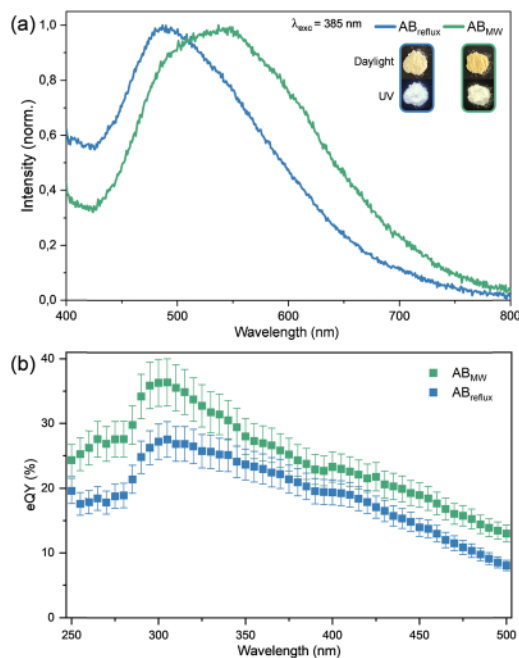 (a)
λexc = 385 nm
ABreflux
ABMW
Daylight
UV
1,0
0,8
0,6
0,4
0,2
0,0
Intensity (norm.)
400 500 600 700 800
Wavelength (nm)
(b)
ABMW
ABreflux
40
30
20
10
0
eQY (%)
250 300 350 400 450 500
Wavelength (nm)